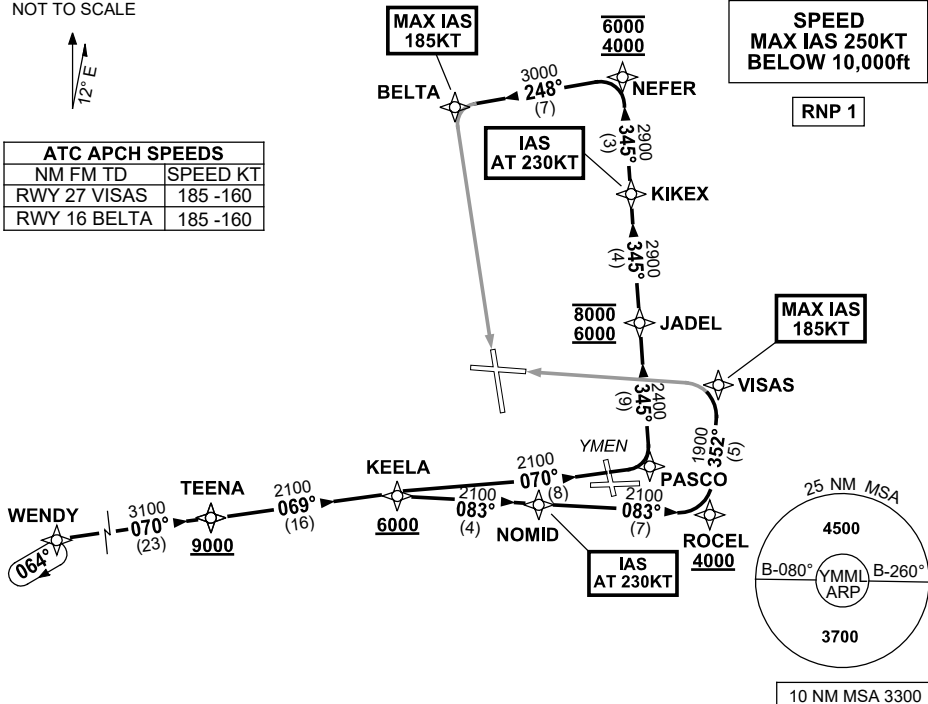 NOT TO SCALE
12° E
ATC APCH SPEEDS
NM FM TD SPEED KT
RWY 27 VISAS 185 -160
RWY 16 BELTA 185 -160
MAX IAS
185KT
BELTA
3000
248°
(7)
6000
4000
NEFER
SPEED
MAX IAS 250KT
BELOW 10,000ft
RNP 1
2900
345°
(3)
IAS
AT 230KT
KIKEX
2900
345°
(4)
8000
6000
JADEL
MAX IAS
185KT
VISAS
2400
345°
(9)
1900
352°
(5)
YMEN
PASCO
KEELA
2100
070°
(8)
TEENA
2100
069°
(16)
WENDY
3100
070°
(23)
064°
9000
6000
2100
083°
(4)
NOMID
2100
083°
(7)
ROCEL
4000
IAS
AT 230KT
25 NM MSA
4500
B-080° YMML B-260°
ARP
3700
10 NM MSA 3300